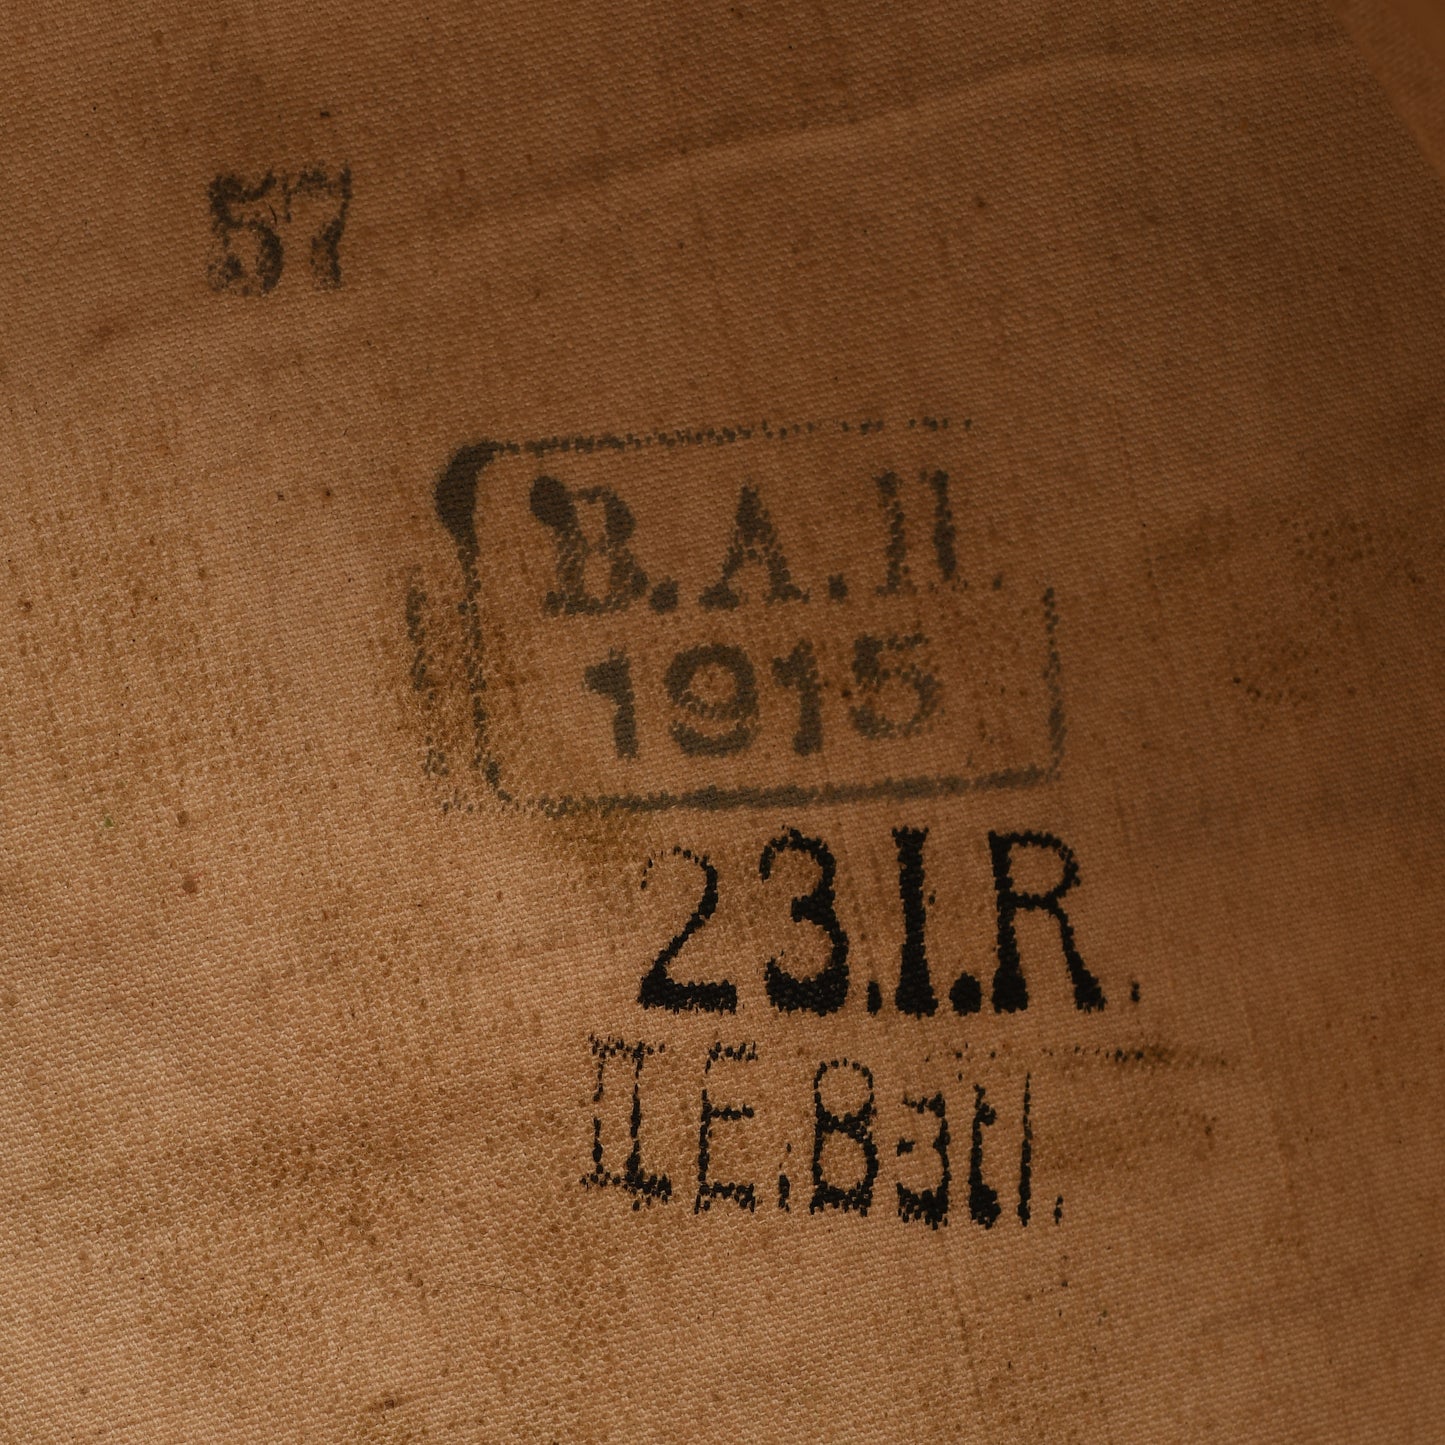 57
B.A.II.
1915
23.I.R.
II.E.Batl.